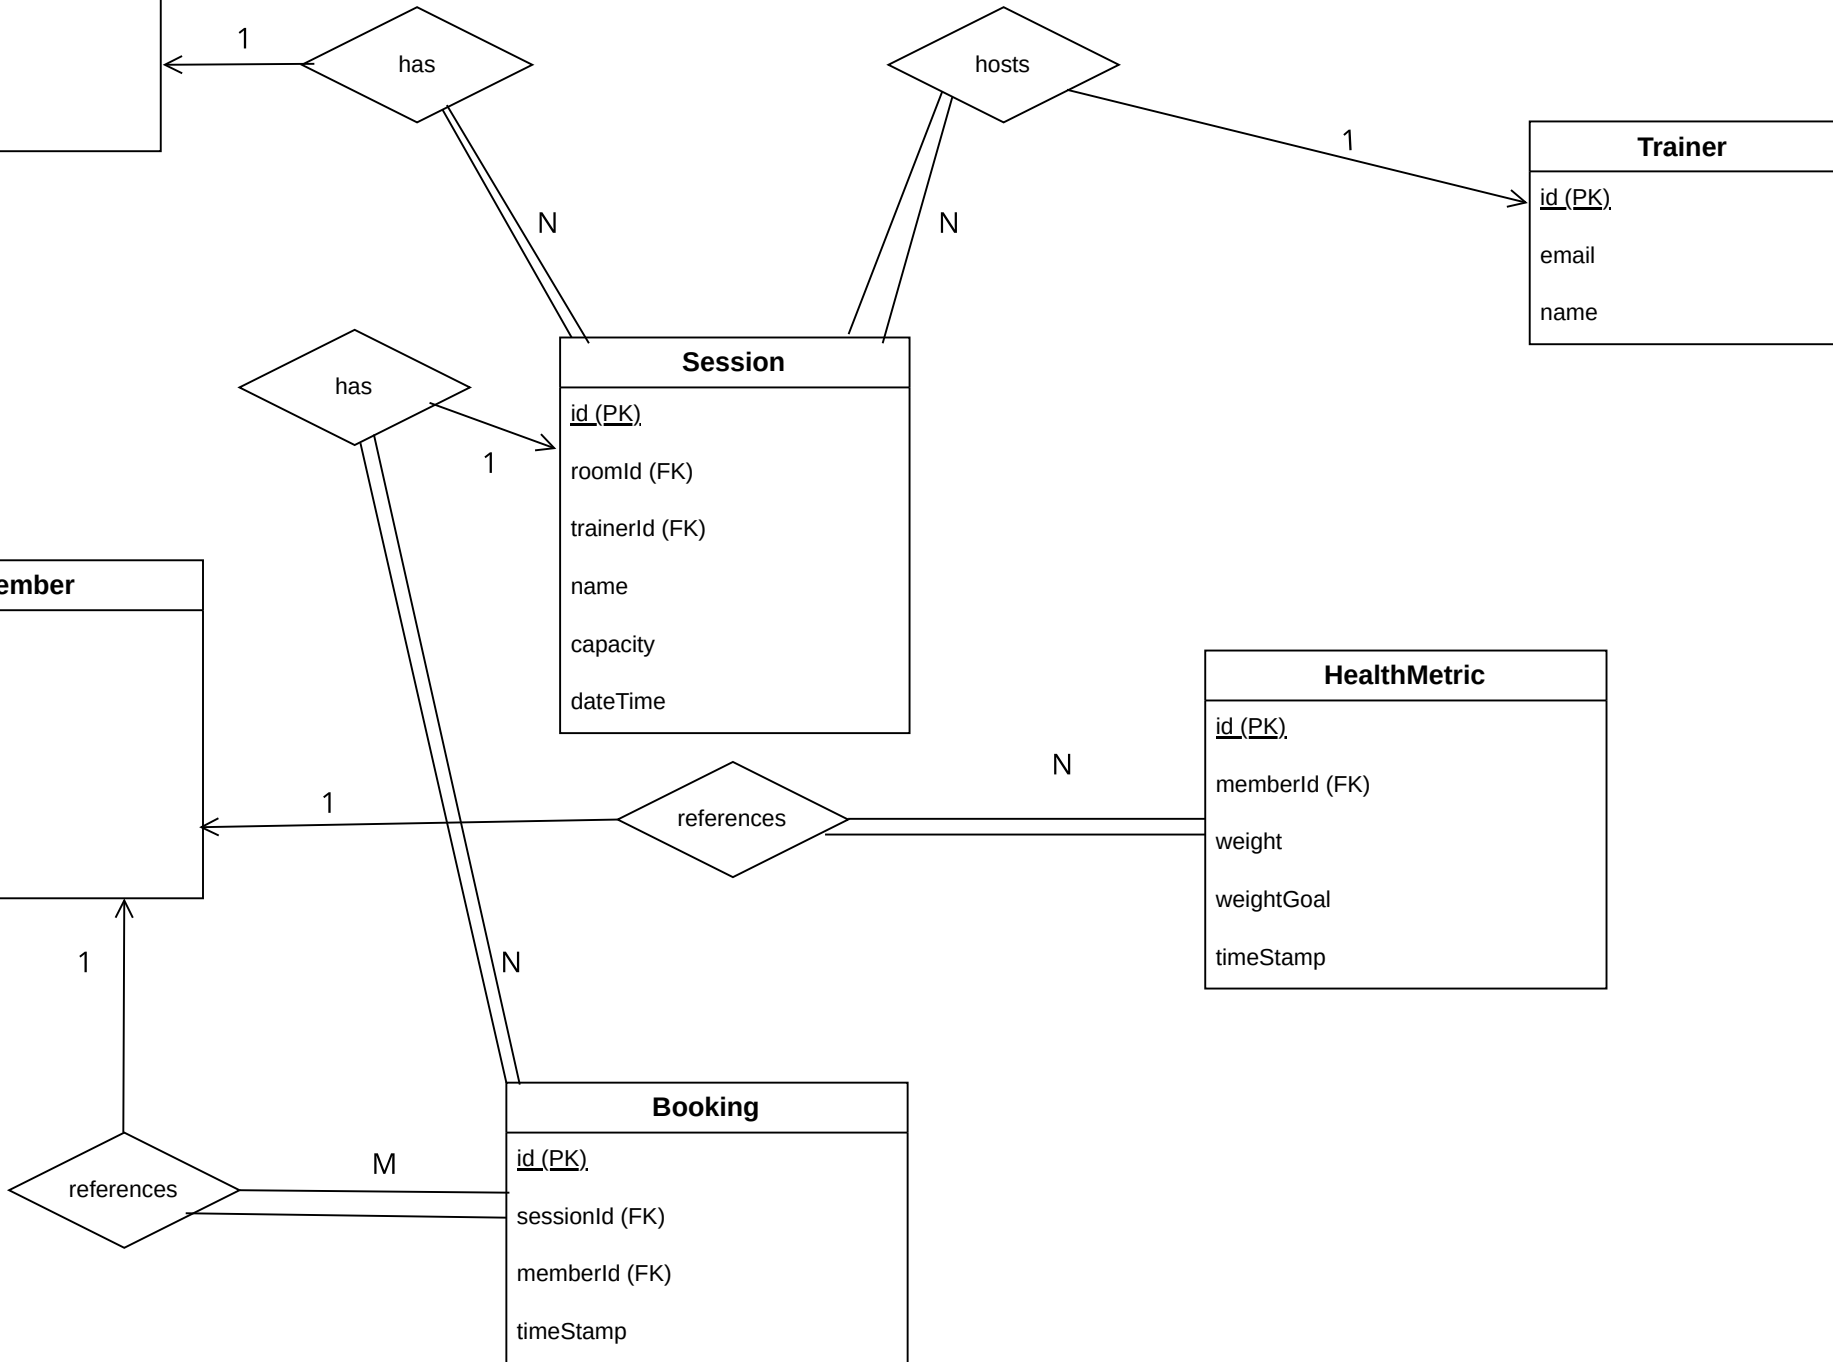 1
has
hosts
1
Trainer
id (PK)
email
name
N
N
Session
id (PK)
roomId (FK)
trainerId (FK)
name
capacity
dateTime
has
1
ember
HealthMetric
id (PK)
memberId (FK)
weight
weightGoal
timeStamp
N
references
1
1
N
Booking
id (PK)
sessionId (FK)
memberId (FK)
timeStamp
M
references